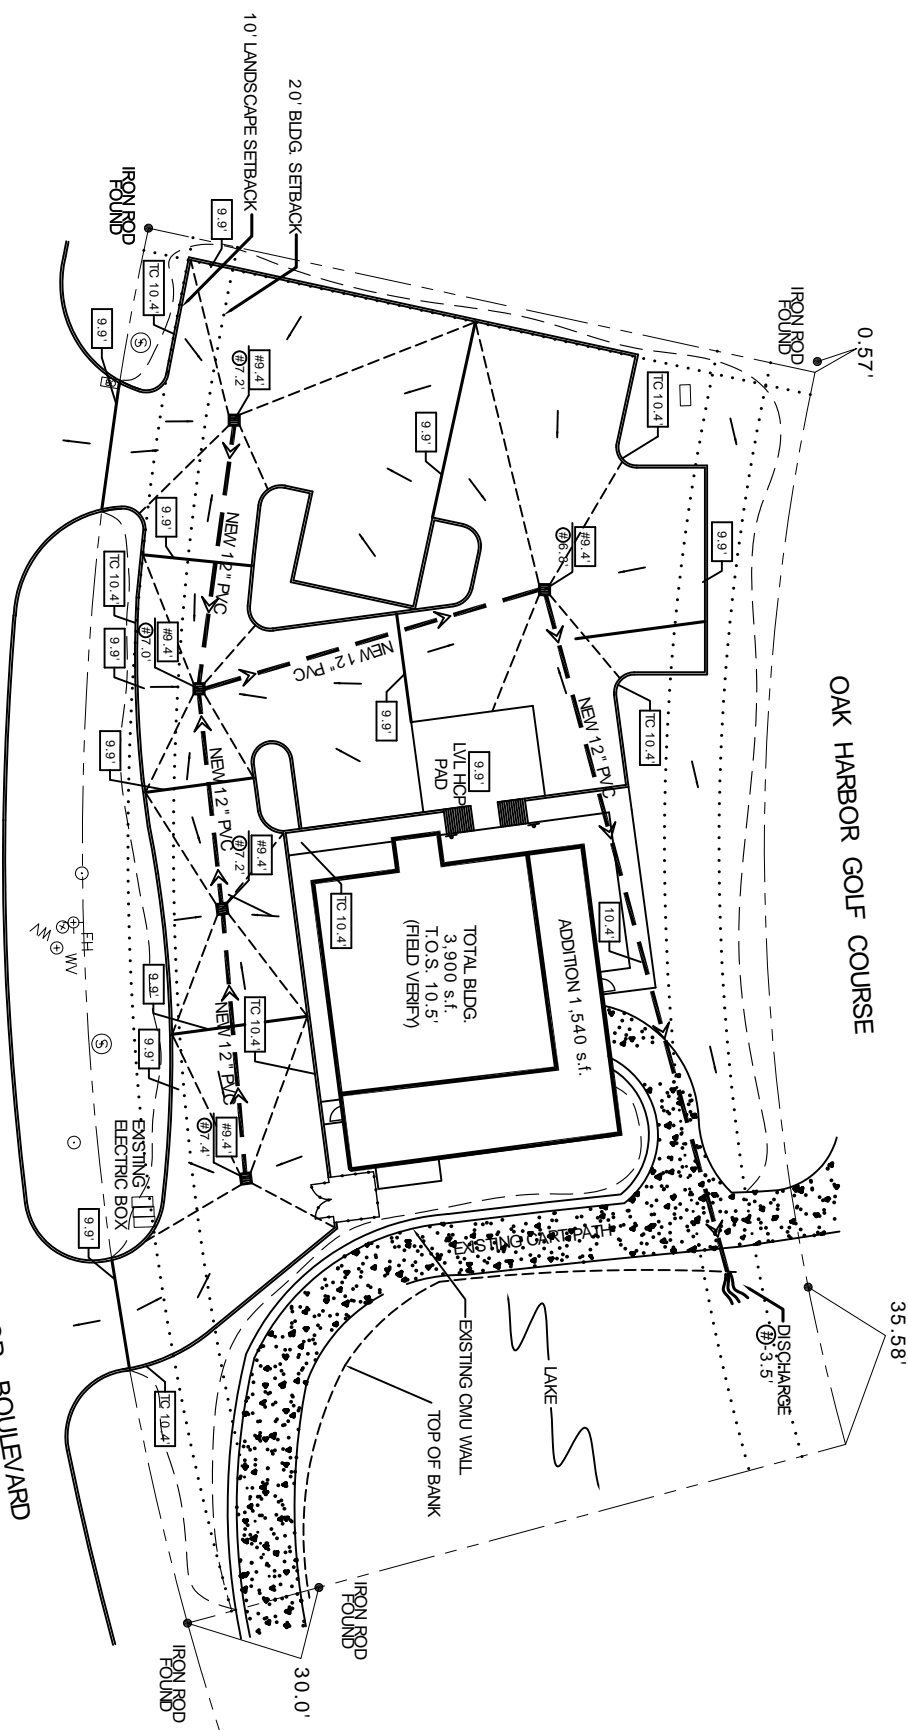 10' LANDSCAPE SETBACK
20' BLDG. SETBACK
IRON ROD
FOUND
IRON ROD
FOUND
0.57'
9.9'
TC 10.4'
9.9'
#9.4'
#7.2'
9.9'
TC 10.4'
9.9'
#9.4'
9.9'
NEW 12" PVC
TC 10.4'
9.9'
#9.4'
#7.0'
NEW 12" PVC
9.9'
9.9'
LVL HCP
PAD
NEW 12" PVC
TC 10.4'
OAK HARBOR GOLF COURSE
9.9'
NEW 12" PVC
#9.4'
#7.2'
TC 10.4'
TOTAL BLDG.
3,900 s.f.
T.O.S. 10.5'
(FIELD VERIFY)
ADDITION 1,540 s.f.
10.4'
FH
WV
9.9'
9.9'
NEW 12" PVC
TC 10.4'
#9.4'
#7.4'
EXISTING
ELECTRIC BOX
9.9'
EXISTING CART PATH
EXISTING CMU WALL
TOP OF BANK
LAKE
DISCHARGE
#-3.5'
35.58'
TC 10.4'
BOULEVARD
IRON ROD
FOUND
IRON ROD
FOUND
30.0'